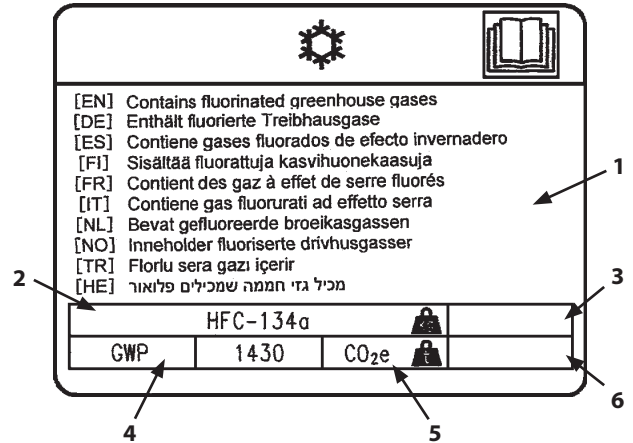 [EN] Contains fluorinated greenhouse gases
[DE] Enthält fluorierte Treibhausgase
[ES] Contiene gases fluorados de efecto invernadero
[FI] Sisältää fluorattuja kasvihuonekaasuja
[FR] Contient des gaz à effet de serre fluorés
[IT] Contiene gas fluorurati ad effetto serra
[NL] Bevat gefluoreerde broeikasgassen
[NO] Inneholder fluoriserte drivhusgasser
[TR] Florlu sera gazı içerir
[HE] מכיל גזי חממה שמכילים פלואור
1
2
3
HFC-134a kg
GWP 1430 CO₂e t
4
5
6